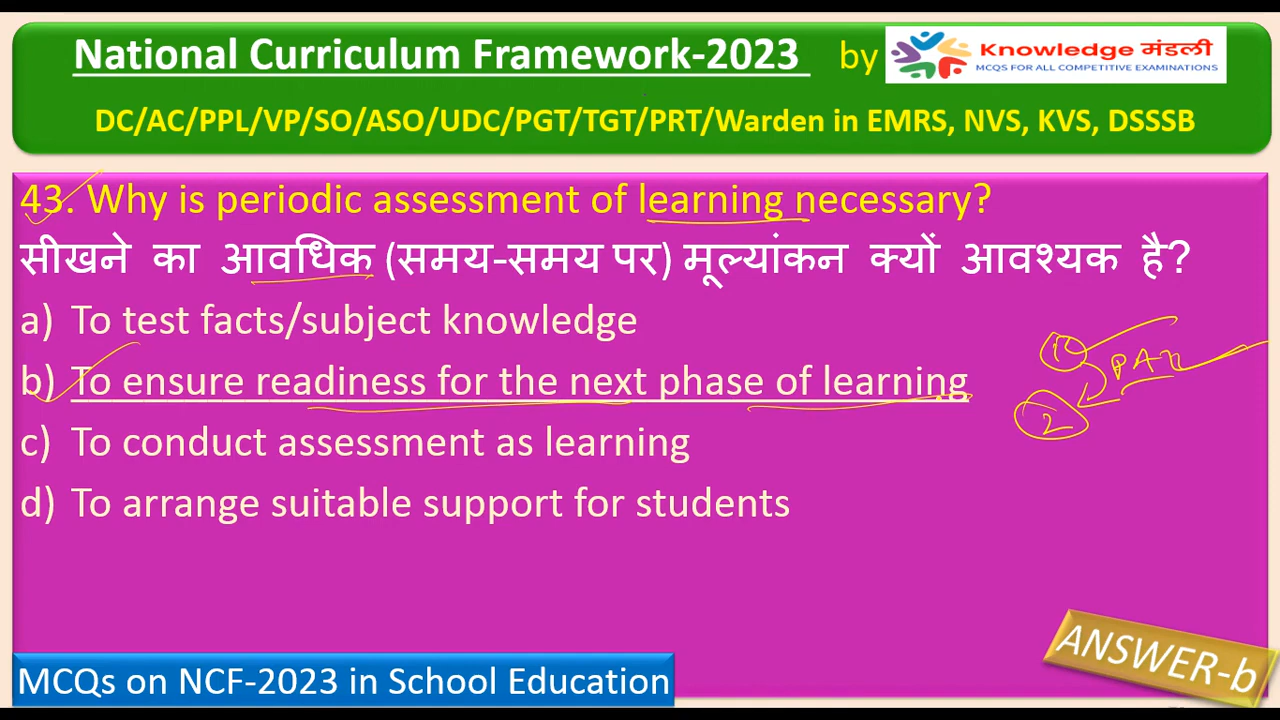 National Curriculum Framework-2023 by Knowledge मंडली
MCQS FOR ALL COMPETITIVE EXAMINATIONS
DC/AC/PPL/VP/SO/ASO/UDC/PGT/TGT/PRT/Warden in EMRS, NVS, KVS, DSSSB
43. Why is periodic assessment of learning necessary?
सीखने का आवधिक (समय-समय पर) मूल्यांकन क्यों आवश्यक है?
a) To test facts/subject knowledge
b) To ensure readiness for the next phase of learning
c) To conduct assessment as learning
d) To arrange suitable support for students
2
ANSWER-b
MCQs on NCF-2023 in School Education